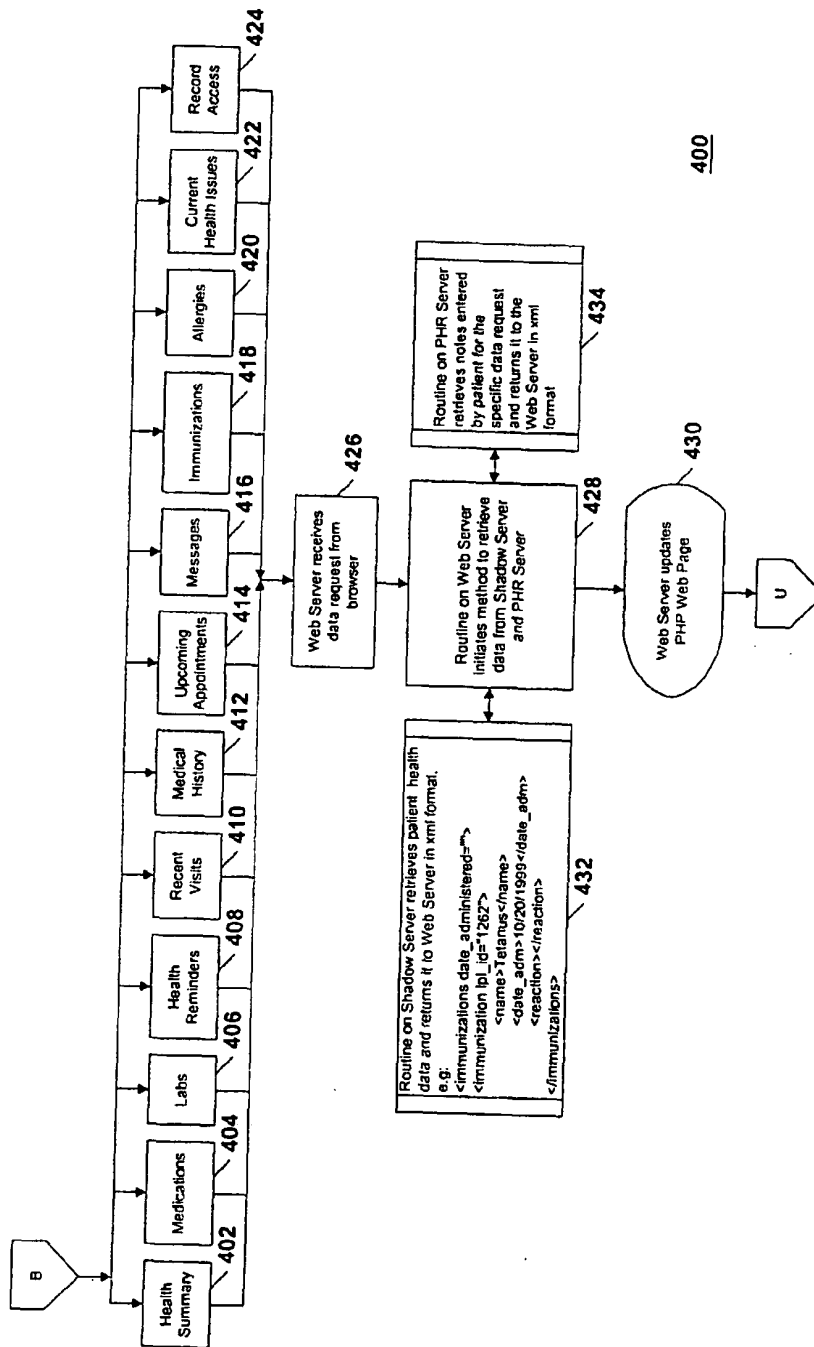 B
Health
Summary
402
Medications
404
Labs
406
Health
Reminders
408
Recent
Visits
410
Medical
History
412
Upcoming
Appointments
414
Messages
416
Immunizations
418
Allergies
420
Current
Health Issues
422
Record
Access
424
Web Server receives
data request from
browser
426
Routine on Shadow Server retrieves patient health
data and returns it to Web Server in xml format.
e.g:
<immunizations date_administered="">
<immunization lpl_id="1262">
<name>Tetanus</name>
<date_adm>10/20/1999</date_adm>
<reaction></reaction>
</immunizations>
432
Routine on Web Server
Initiates method to retrieve
data from Shadow Server
and PHR Server
428
Routine on PHR Server
retrieves notes entered
by patient for the
specific data request
and returns it to the
Web Server in xml
format
434
Web Server updates
PHP Web Page
430
U
400